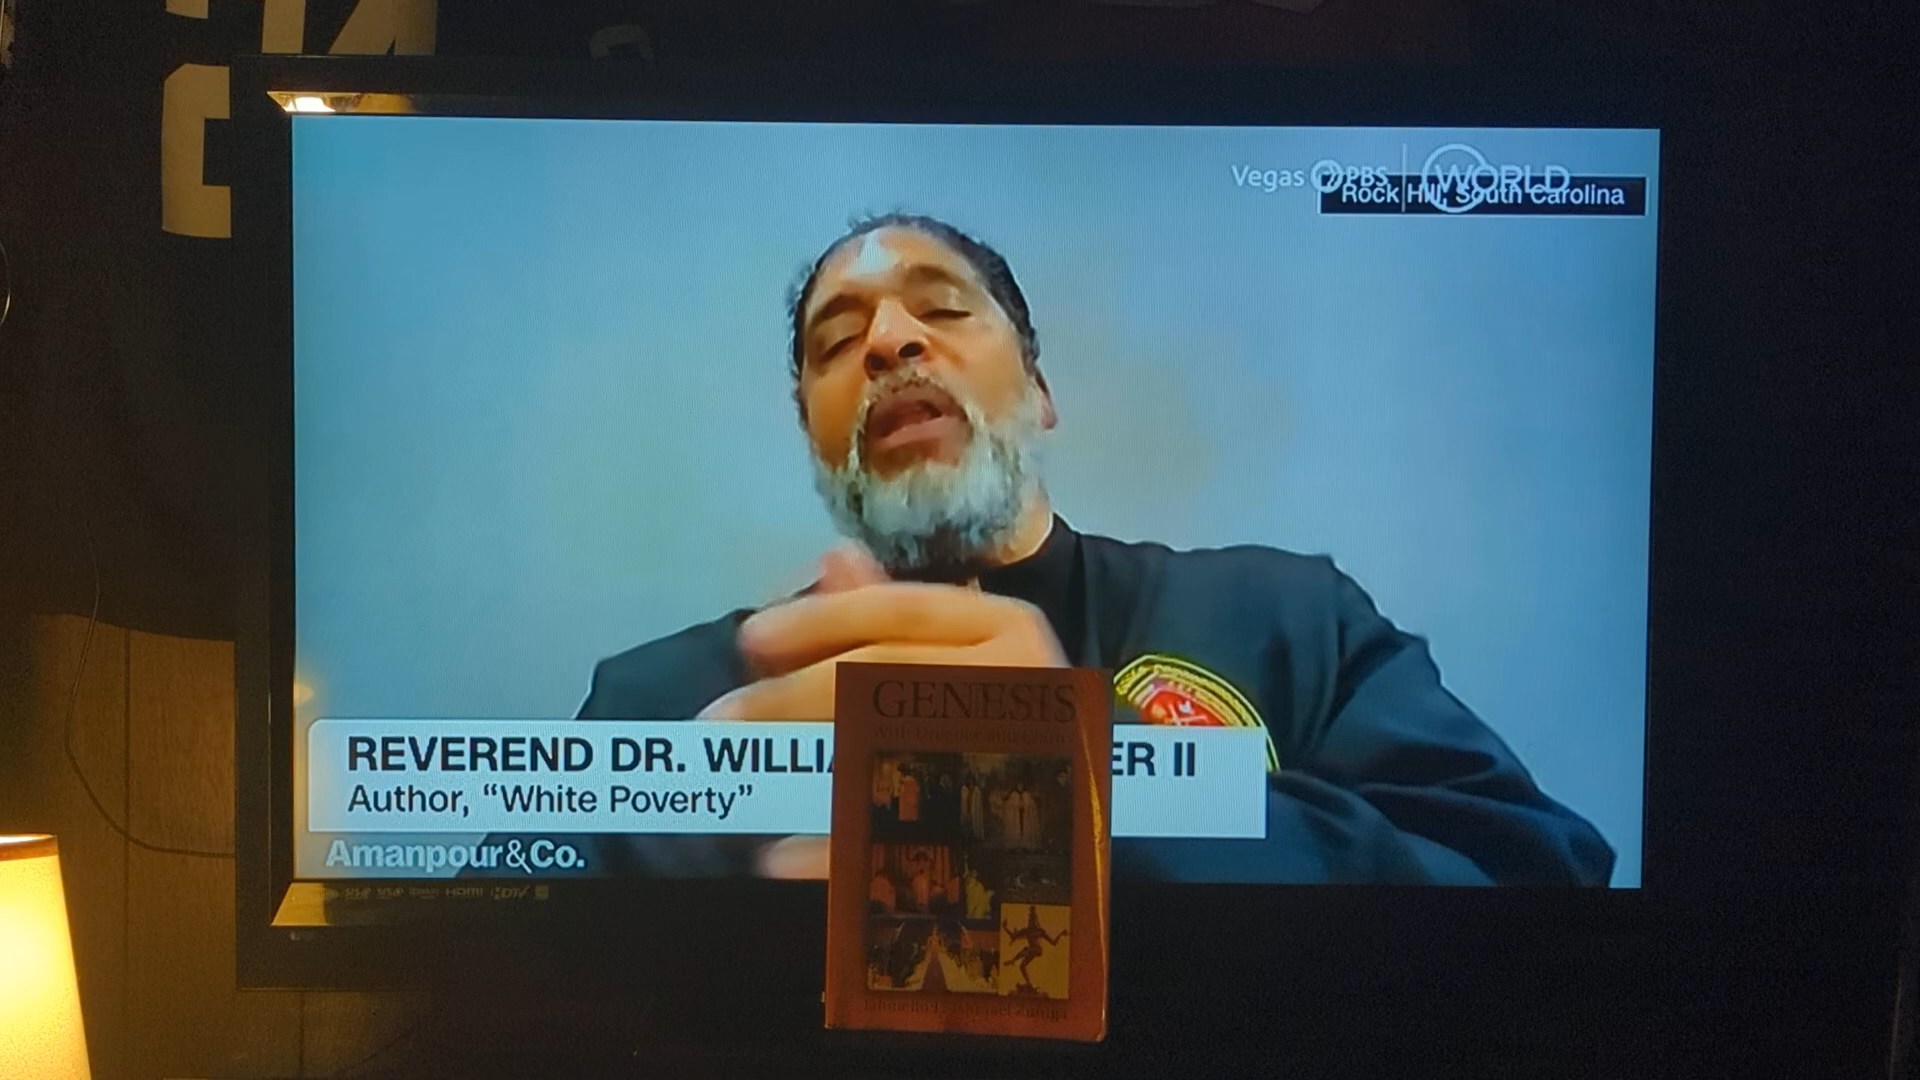 Vegas PBS | WORLD
Rock Hill, South Carolina
GENESIS
REVEREND DR. WILLI ER II
Author, “White Poverty”
Amanpour&Co.
HDMI